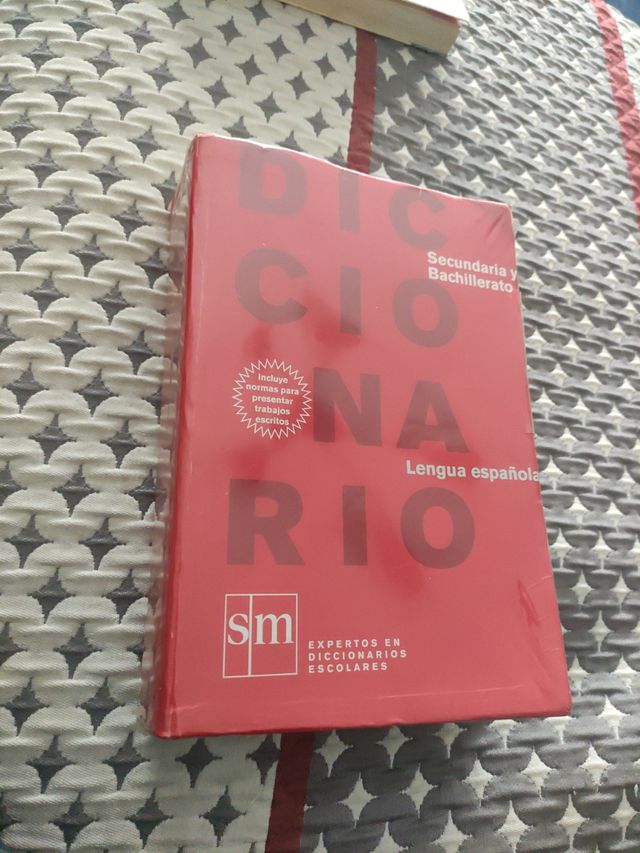 DIC
Secundaria y
Bachillerato
CIO
Incluye
normas para
presentar
trabajos
escritos
NA
Lengua española
RIO
sm
EXPERTOS EN
DICCIONARIOS
ESCOLARES